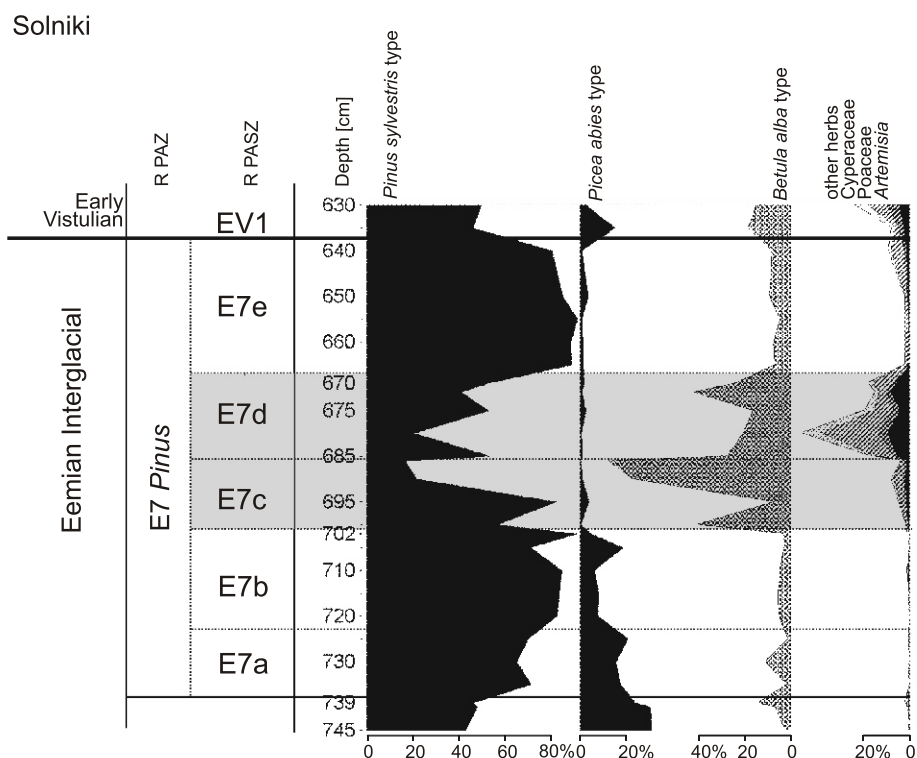 Solniki
R PAZ
R PASZ
Depth [cm]
Pinus sylvestris type
Picea abies type
Betula alba type
other herbs
Cyperaceae
Poaceae
Artemisia
Early
Vistulian
EV1
Eemian Interglacial
E7 Pinus
E7e
E7d
E7c
E7b
E7a
630
640
650
660
670
675
685
695
702
710
720
730
739
745
0 20 40 60 80% 0 20% 40% 20 0 20% 0